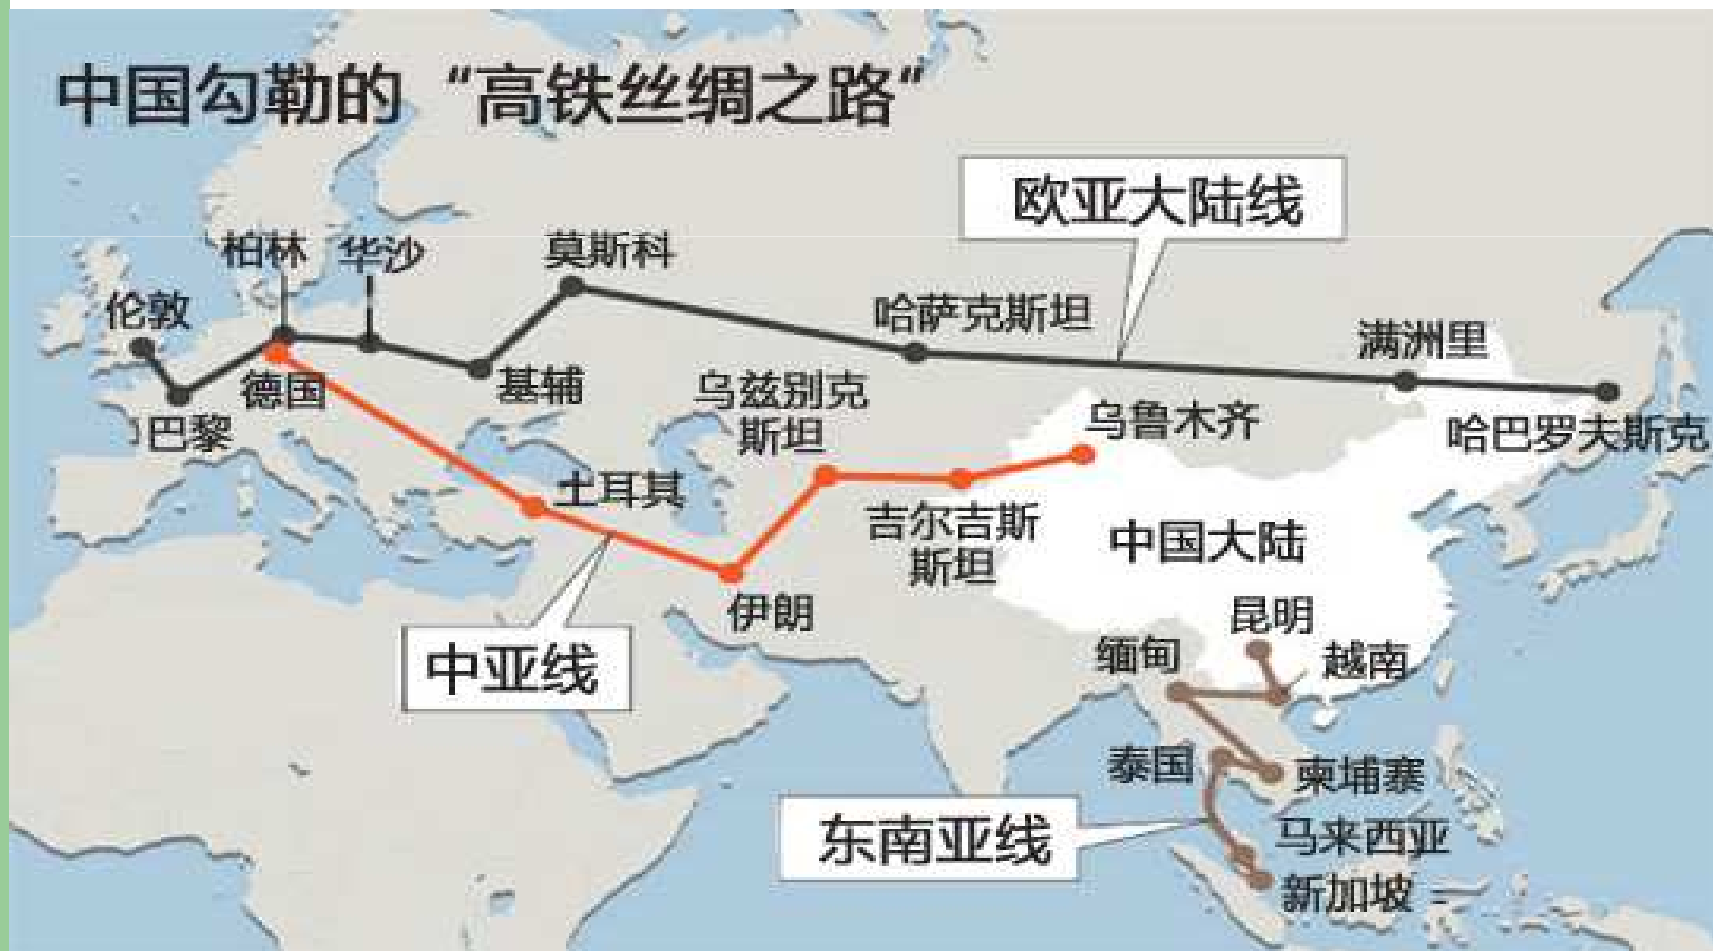 中国勾勒的“高铁丝绸之路”
欧亚大陆线
柏林
华沙
莫斯科
伦敦
哈萨克斯坦
满洲里
德国
基辅
乌兹别克
斯坦
巴黎
乌鲁木齐
哈巴罗夫斯克
土耳其
吉尔吉斯
斯坦
中国大陆
伊朗
昆明
中亚线
缅甸
越南
泰国
柬埔寨
东南亚线
马来西亚
新加坡